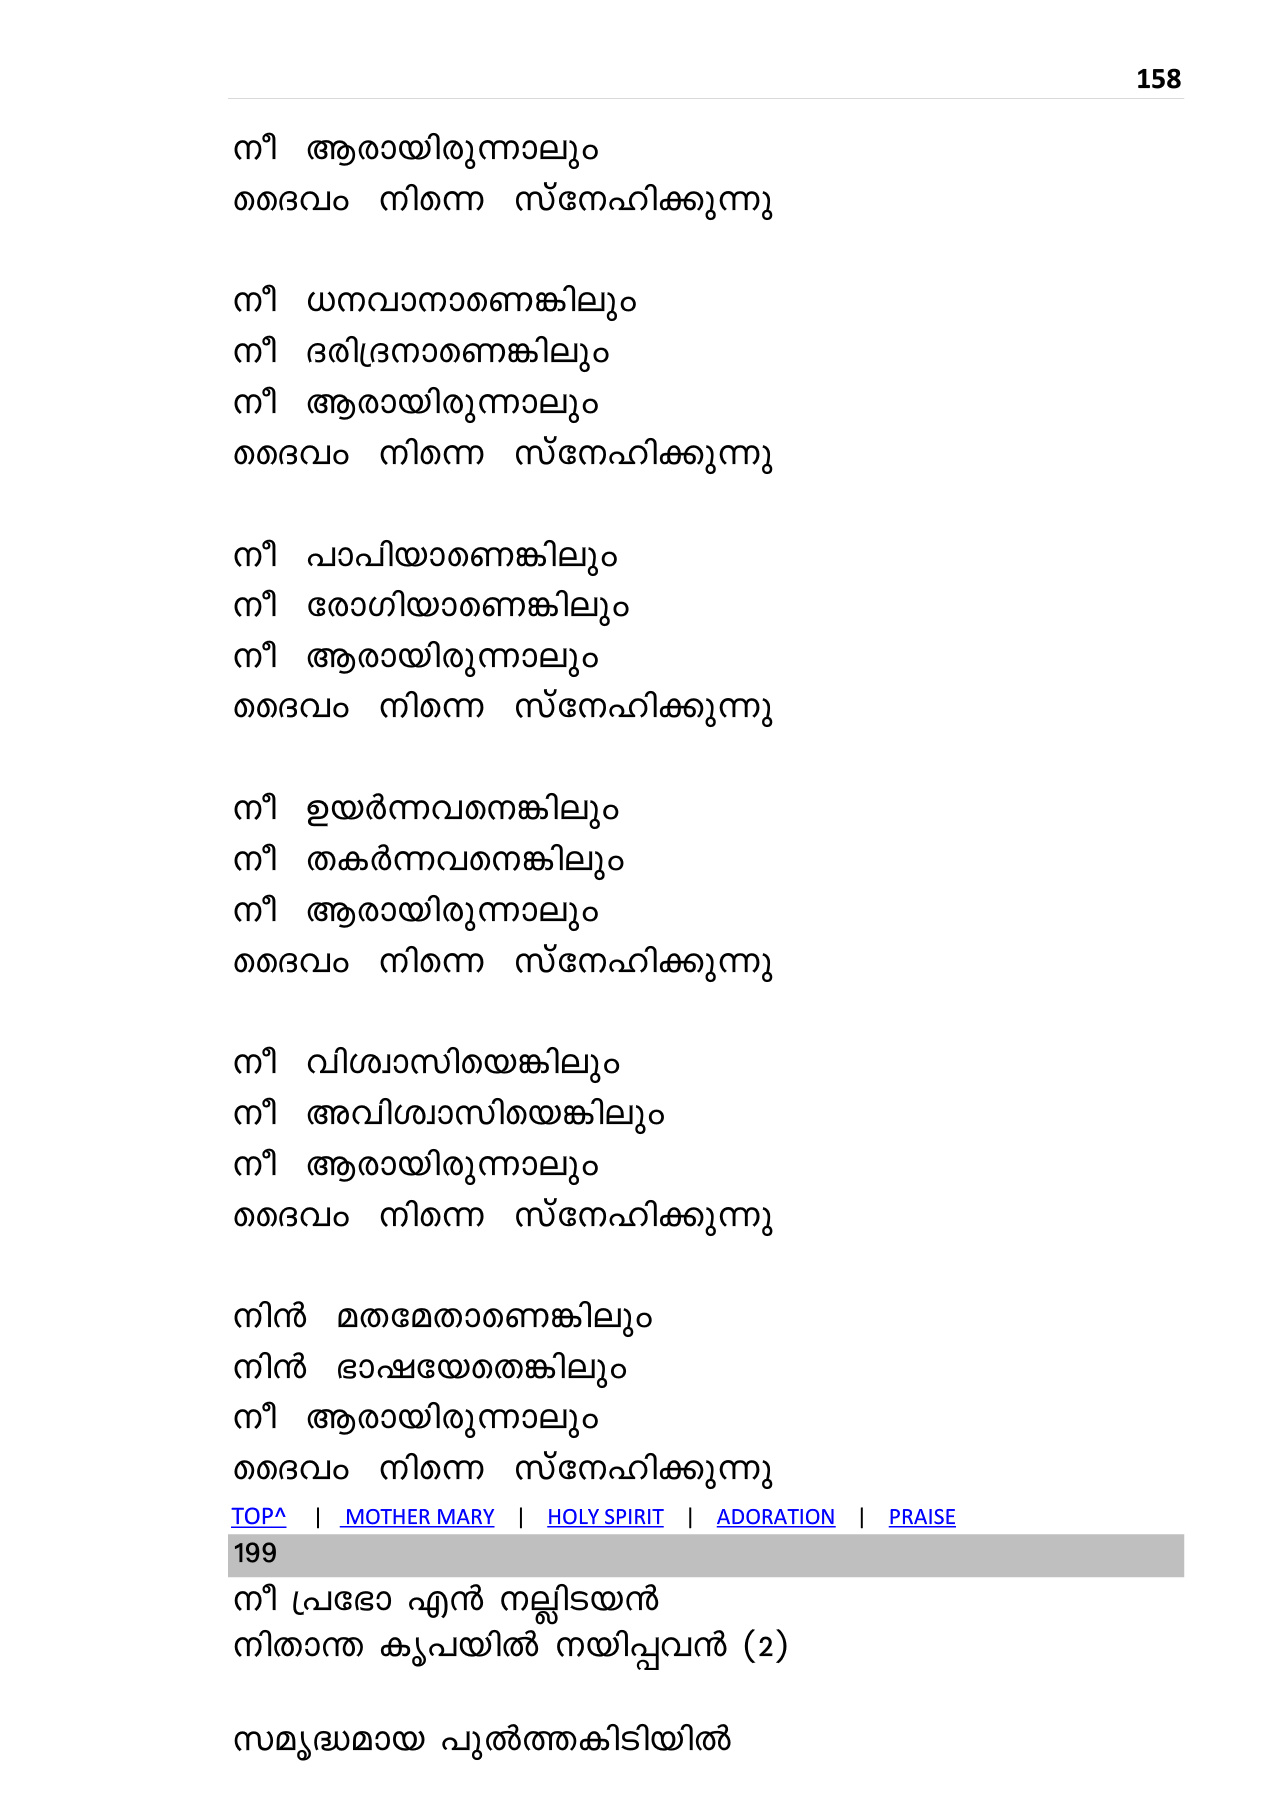 158
നീ ആരായിരുന്നാലും
ദൈവം നിന്നെ സ്നേഹിക്കുന്നു
നീ ധനവാനാണെങ്കിലും
നീ ദരിദ്രനാണെങ്കിലും
നീ ആരായിരുന്നാലും
ദൈവം നിന്നെ സ്നേഹിക്കുന്നു
നീ പാപിയാണെങ്കിലും
നീ രോഗിയാണെങ്കിലും
നീ ആരായിരുന്നാലും
ദൈവം നിന്നെ സ്നേഹിക്കുന്നു
നീ ഉയർന്നവനെങ്കിലും
നീ തകർന്നവനെങ്കിലും
നീ ആരായിരുന്നാലും
ദൈവം നിന്നെ സ്നേഹിക്കുന്നു
നീ വിശ്വാസിയെങ്കിലും
നീ അവിശ്വാസിയെങ്കിലും
നീ ആരായിരുന്നാലും
ദൈവം നിന്നെ സ്നേഹിക്കുന്നു
നിൻ മതമേതാണെങ്കിലും
നിൻ ഭാഷയേതെങ്കിലും
നീ ആരായിരുന്നാലും
ദൈവം നിന്നെ സ്നേഹിക്കുന്നു
TOP^ | MOTHER MARY | HOLY SPIRIT | ADORATION | PRAISE
199
നീ പ്രഭോ എൻ നല്ലിടയൻ
നിതാന്ത കൃപയിൽ നയിപ്പവൻ (2)
സമൃദ്ധമായ പുൽത്തകിടിയിൽ